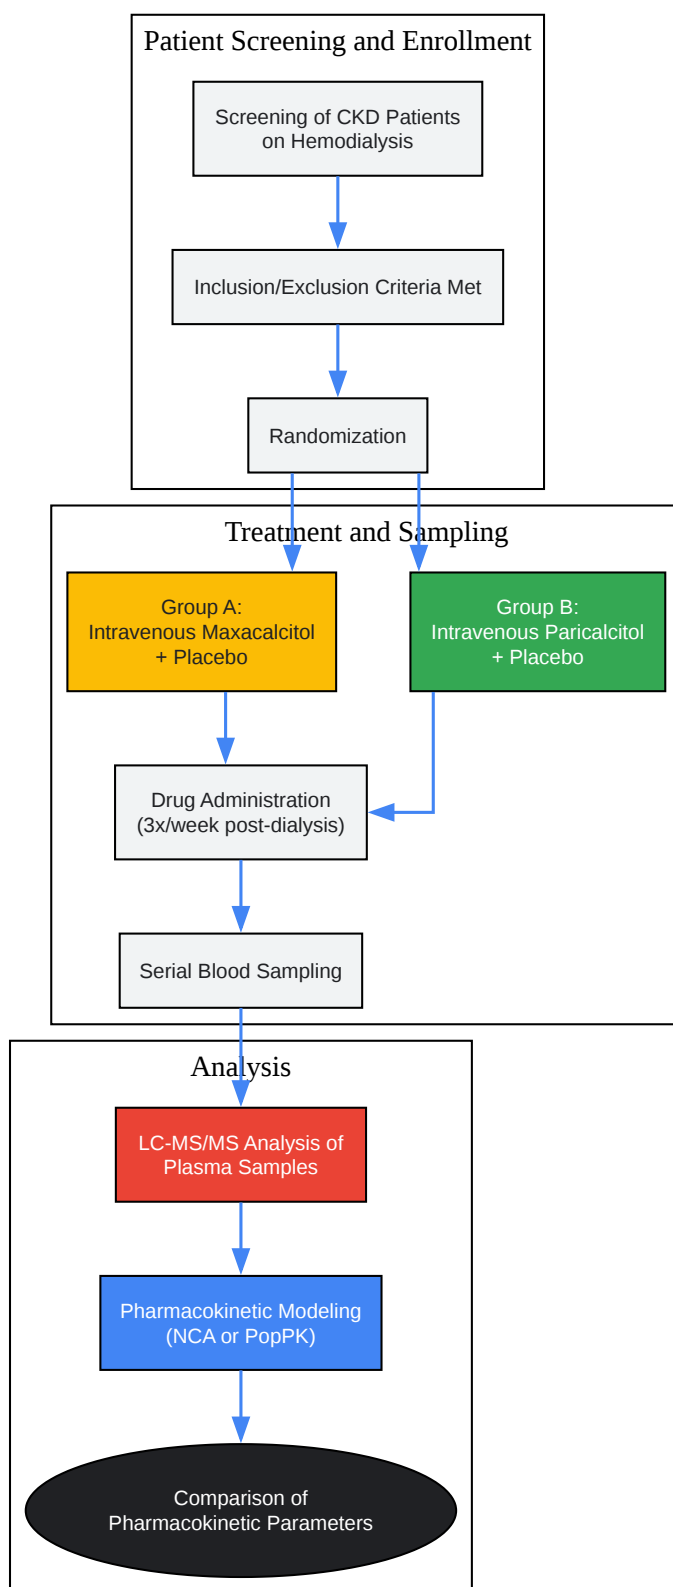 Patient Screening and Enrollment
Screening of CKD Patients
on Hemodialysis
Inclusion/Exclusion Criteria Met
Randomization
Treatment and Sampling
Group A:
Intravenous Maxacalcitol
+ Placebo
Group B:
Intravenous Paricalcitol
+ Placebo
Drug Administration
(3x/week post-dialysis)
Serial Blood Sampling
Analysis
LC-MS/MS Analysis of
Plasma Samples
Pharmacokinetic Modeling
(NCA or PopPK)
Comparison of
Pharmacokinetic Parameters